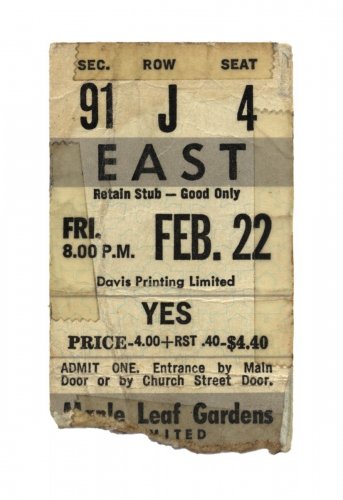 SEC. ROW SEAT
91 J 4
EAST
Retain Stub — Good Only
FRI.
8.00 P.M. FEB. 22
Davis Printing Limited
YES
PRICE-4.00+RST .40-$4.40
ADMIT ONE. Entrance by Main
Door or by Church Street Door.
Maple Leaf Gardens
LIMITED